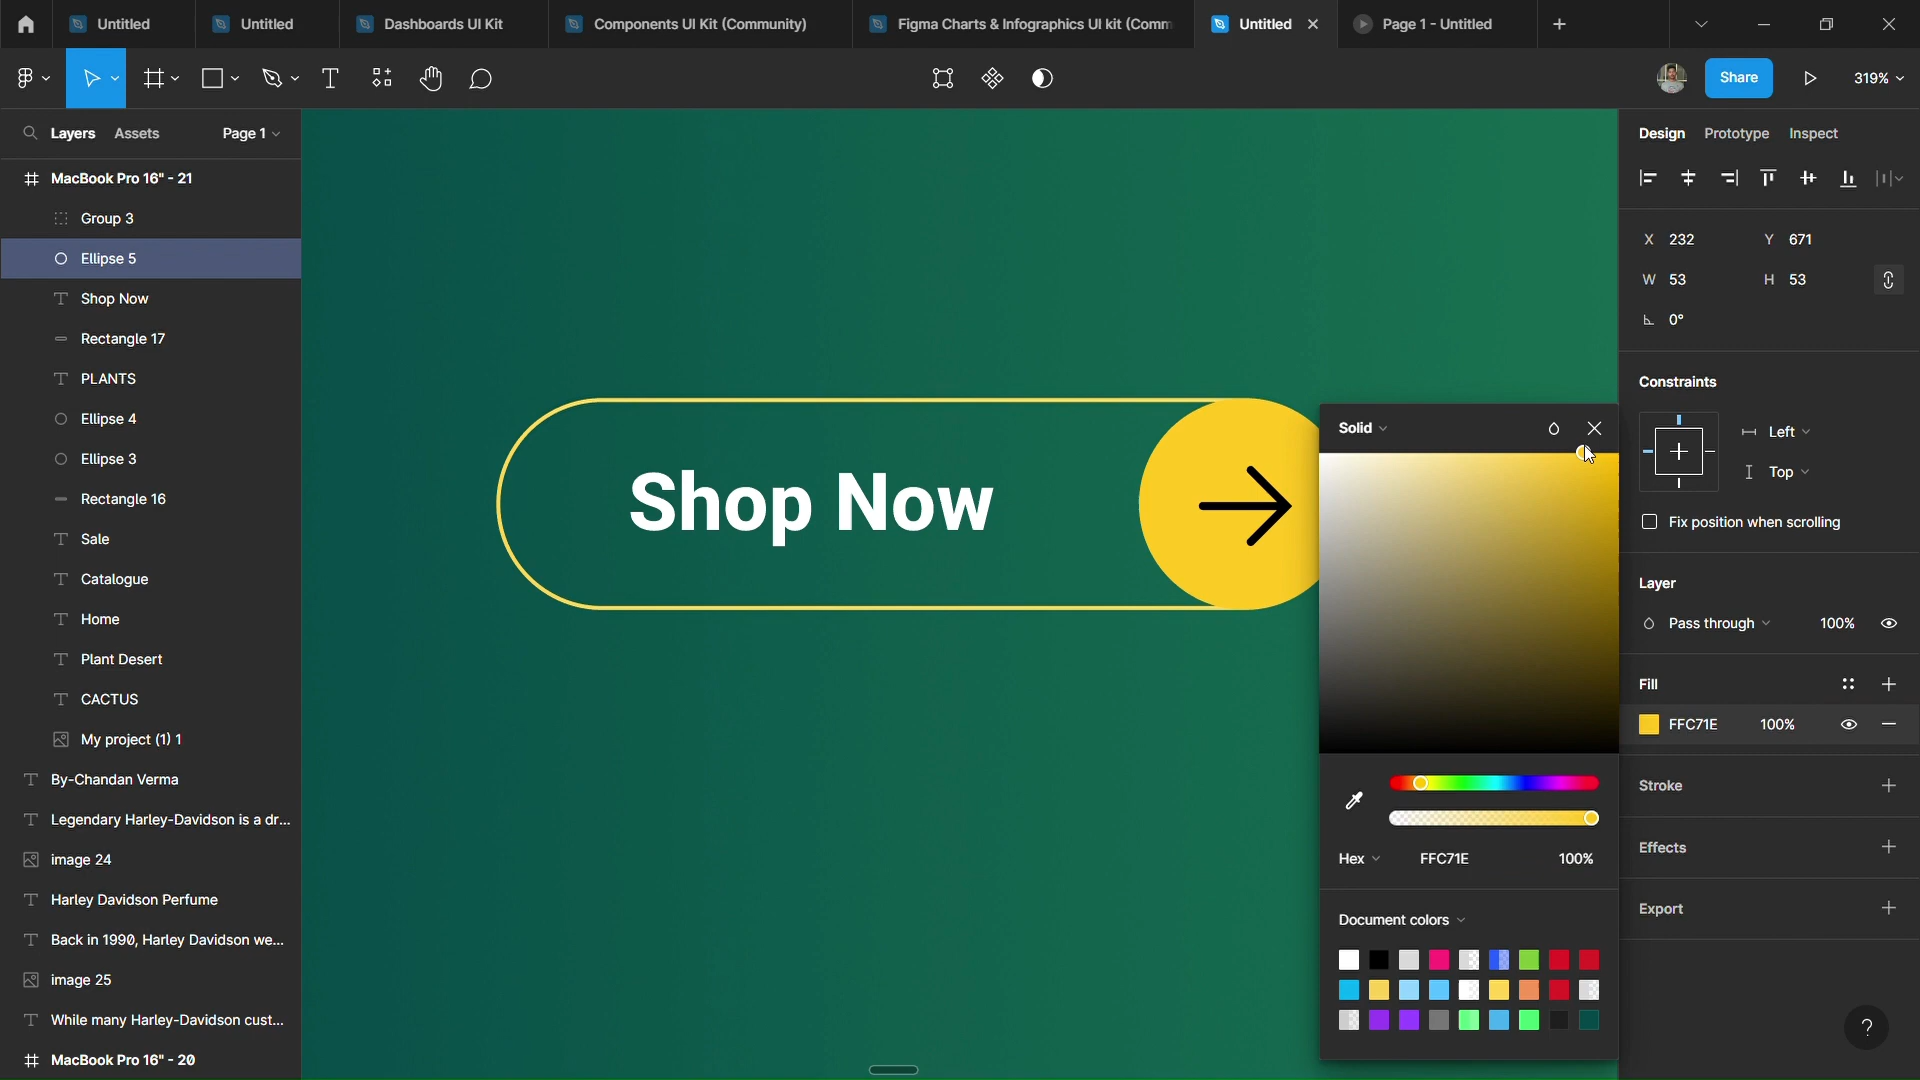 Untitled
Untitled
Dashboards UI Kit
Components UI Kit (Community)
Figma Charts & Infographics UI kit (Comm
Untitled
Page 1 - Untitled
Share
319%
Layers
Assets
Page 1
MacBook Pro 16" - 21
Group 3
Ellipse 5
Shop Now
Rectangle 17
PLANTS
Ellipse 4
Ellipse 3
Rectangle 16
Sale
Catalogue
Home
Plant Desert
CACTUS
My project (1) 1
By-Chandan Verma
Legendary Harley-Davidson is a dr...
image 24
Harley Davidson Perfume
Back in 1990, Harley Davidson we...
image 25
While many Harley-Davidson cust...
MacBook Pro 16" - 20
Shop Now
Solid
Hex
FFC71E
100%
Document colors
Design
Prototype
Inspect
X 232
Y 671
W 53
H 53
0°
Constraints
Left
Top
Fix position when scrolling
Layer
Pass through
100%
Fill
FFC71E
100%
Stroke
Effects
Export
?